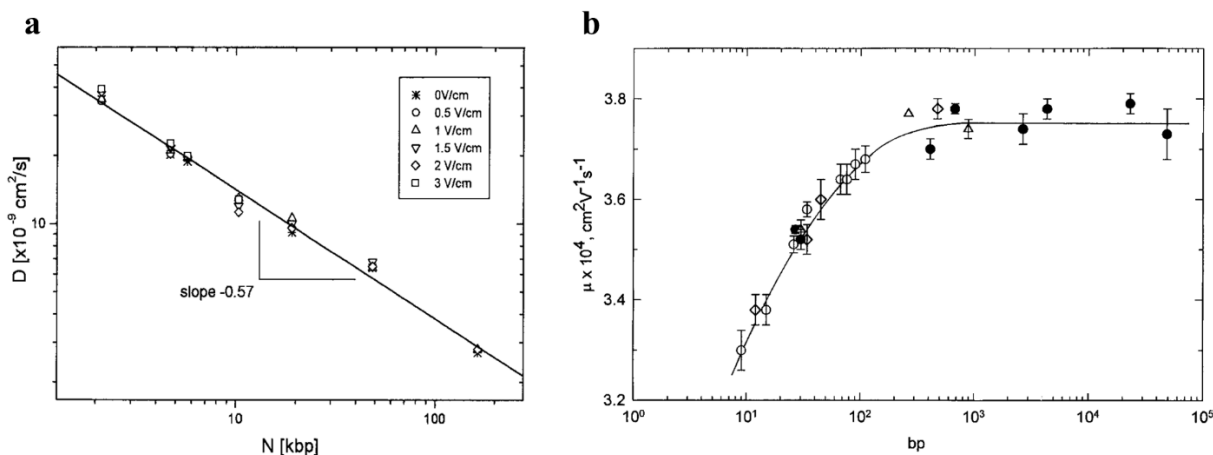 a
D [x10⁻⁹ cm²/s]
10
0V/cm
0.5 V/cm
1 V/cm
1.5 V/cm
2 V/cm
3 V/cm
slope -0.57
10
100
N [kbp]
b
μ x 10⁴, cm²V⁻¹s⁻¹
3.8
3.6
3.4
3.2
10⁰
10¹
10²
10³
10⁴
10⁵
bp